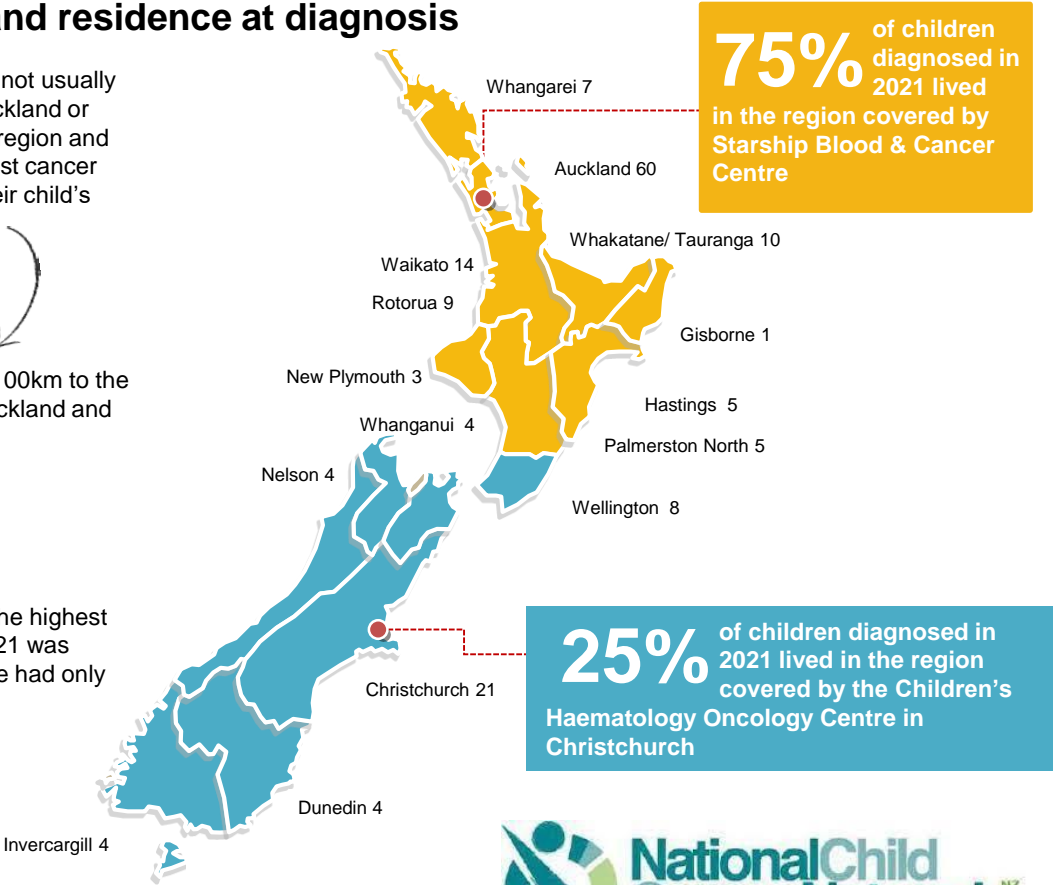 and residence at diagnosis
not usually
ckland or
region and
st cancer
eir child's
00km to the
ckland and
he highest
21 was
e had only
75% of children
diagnosed in
2021 lived
in the region covered by
Starship Blood & Cancer
Centre
Whangarei 7
Auckland 60
Whakatane/ Tauranga 10
Waikato 14
Rotorua 9
Gisborne 1
New Plymouth 3
Hastings 5
Whanganui 4
Palmerston North 5
Nelson 4
Wellington 8
25% of children diagnosed in
2021 lived in the region
covered by the Children's
Haematology Oncology Centre in
Christchurch
Christchurch 21
Dunedin 4
Invercargill 4
NationalChild
NZ